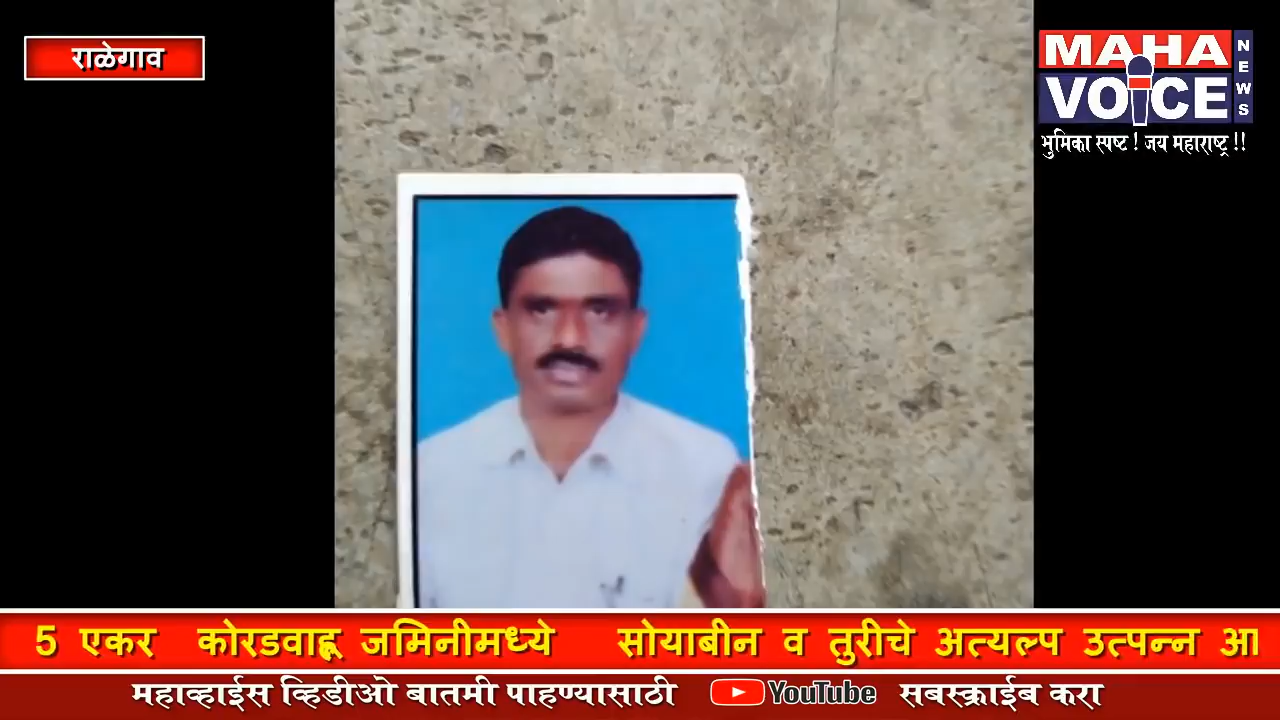 राळेगाव
MAHA
VOICE
NEWS
भुमिका स्पष्ट ! जय महाराष्ट्र !!
5 एकर कोरडवाहू जमिनीमध्ये सोयाबीन व तुरीचे अत्यल्प उत्पन्न आ
महाव्हाईस व्हिडीओ बातमी पाहण्यासाठी YouTube सबस्क्राईब करा